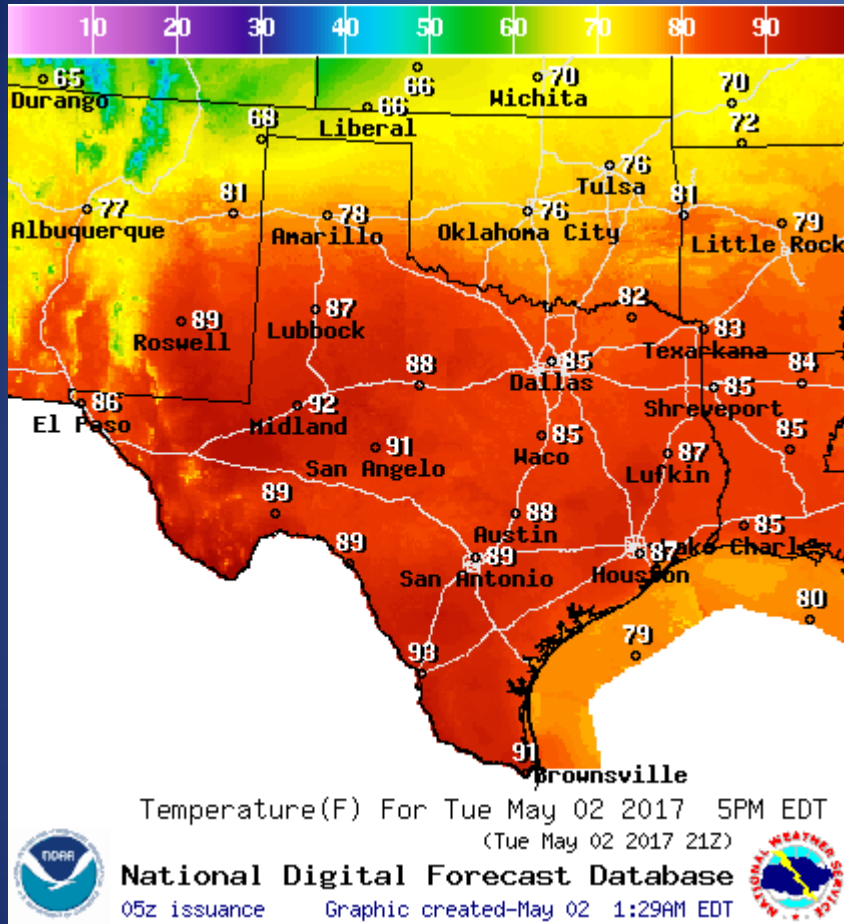 10 20 30 40 50 60 70 80 90
65
Durango
66
70
Wichita
70
66
Liberal
68
72
76
Tulsa
77
Albuquerque
81
78
Amarillo
76
Oklahoma City
81
79
Little Rock
89
Roswell
87
Lubbock
82
83
Texarkana
85
Dallas
88
84
85
Shreveport
86
El Paso
92
Midland
91
San Angelo
85
Waco
87
Lufkin
85
89
88
Austin
85
Lake Charles
89
89
San Antonio
87
Houston
80
79
93
91
Brownsville
Temperature(F) For Tue May 02 2017 5PM EDT
(Tue May 02 2017 21Z)
NOAA
National Digital Forecast Database
05z issuance Graphic created-May 02 1:29AM EDT
NATIONAL WEATHER SERVICE